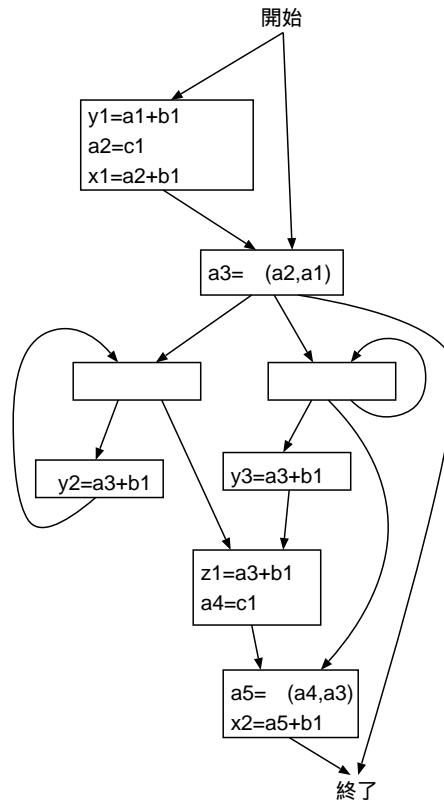 開始
y1=a1+b1
a2=c1
x1=a2+b1
a3= (a2,a1)
y2=a3+b1
y3=a3+b1
z1=a3+b1
a4=c1
a5= (a4,a3)
x2=a5+b1
終了